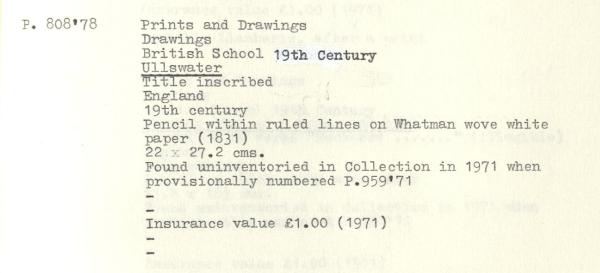 P. 808'78 Prints and Drawings
Drawings
British School 19th Century
Ullswater
Title inscribed
England
19th century
Pencil within ruled lines on Whatman wove white
paper (1831)
22 x 27.2 cms.
Found uninventoried in Collection in 1971 when
provisionally numbered P.959'71
-
-
Insurance value £1.00 (1971)
-
-